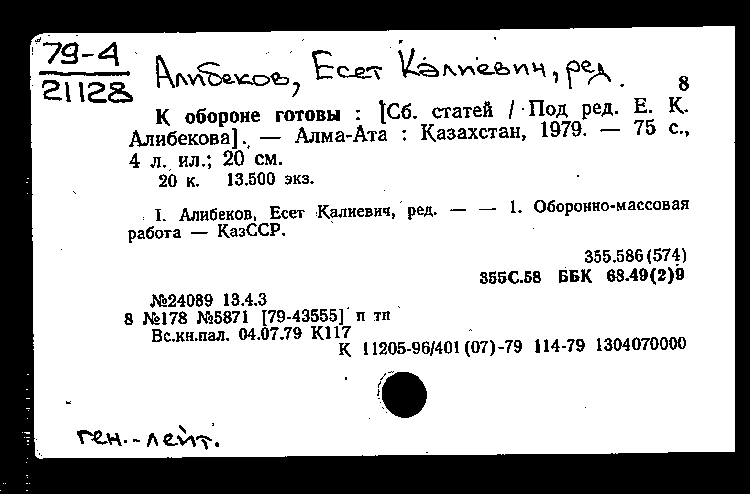 79-4
21128
Алибеков, Есет Калиевич, ред.
8
К обороне готовы : [Сб. статей / Под ред. Е. К.
Алибекова]. — Алма-Ата : Казахстан, 1979. — 75 с.,
4 л. ил.; 20 см.
20 к. 13.500 экз.
I. Алибеков, Есет Калиевич, ред. — — 1. Оборонно-массовая
работа — КазССР.
355.586(574)
355С.58 ББК 68.49(2)9
№24089 13.4.3
8 №178 №5871 [79-43555] п тп
Вс.кн.пал. 04.07.79 К117
К 11205-96/401(07)-79 114-79 1304070000
ген.-лейт.